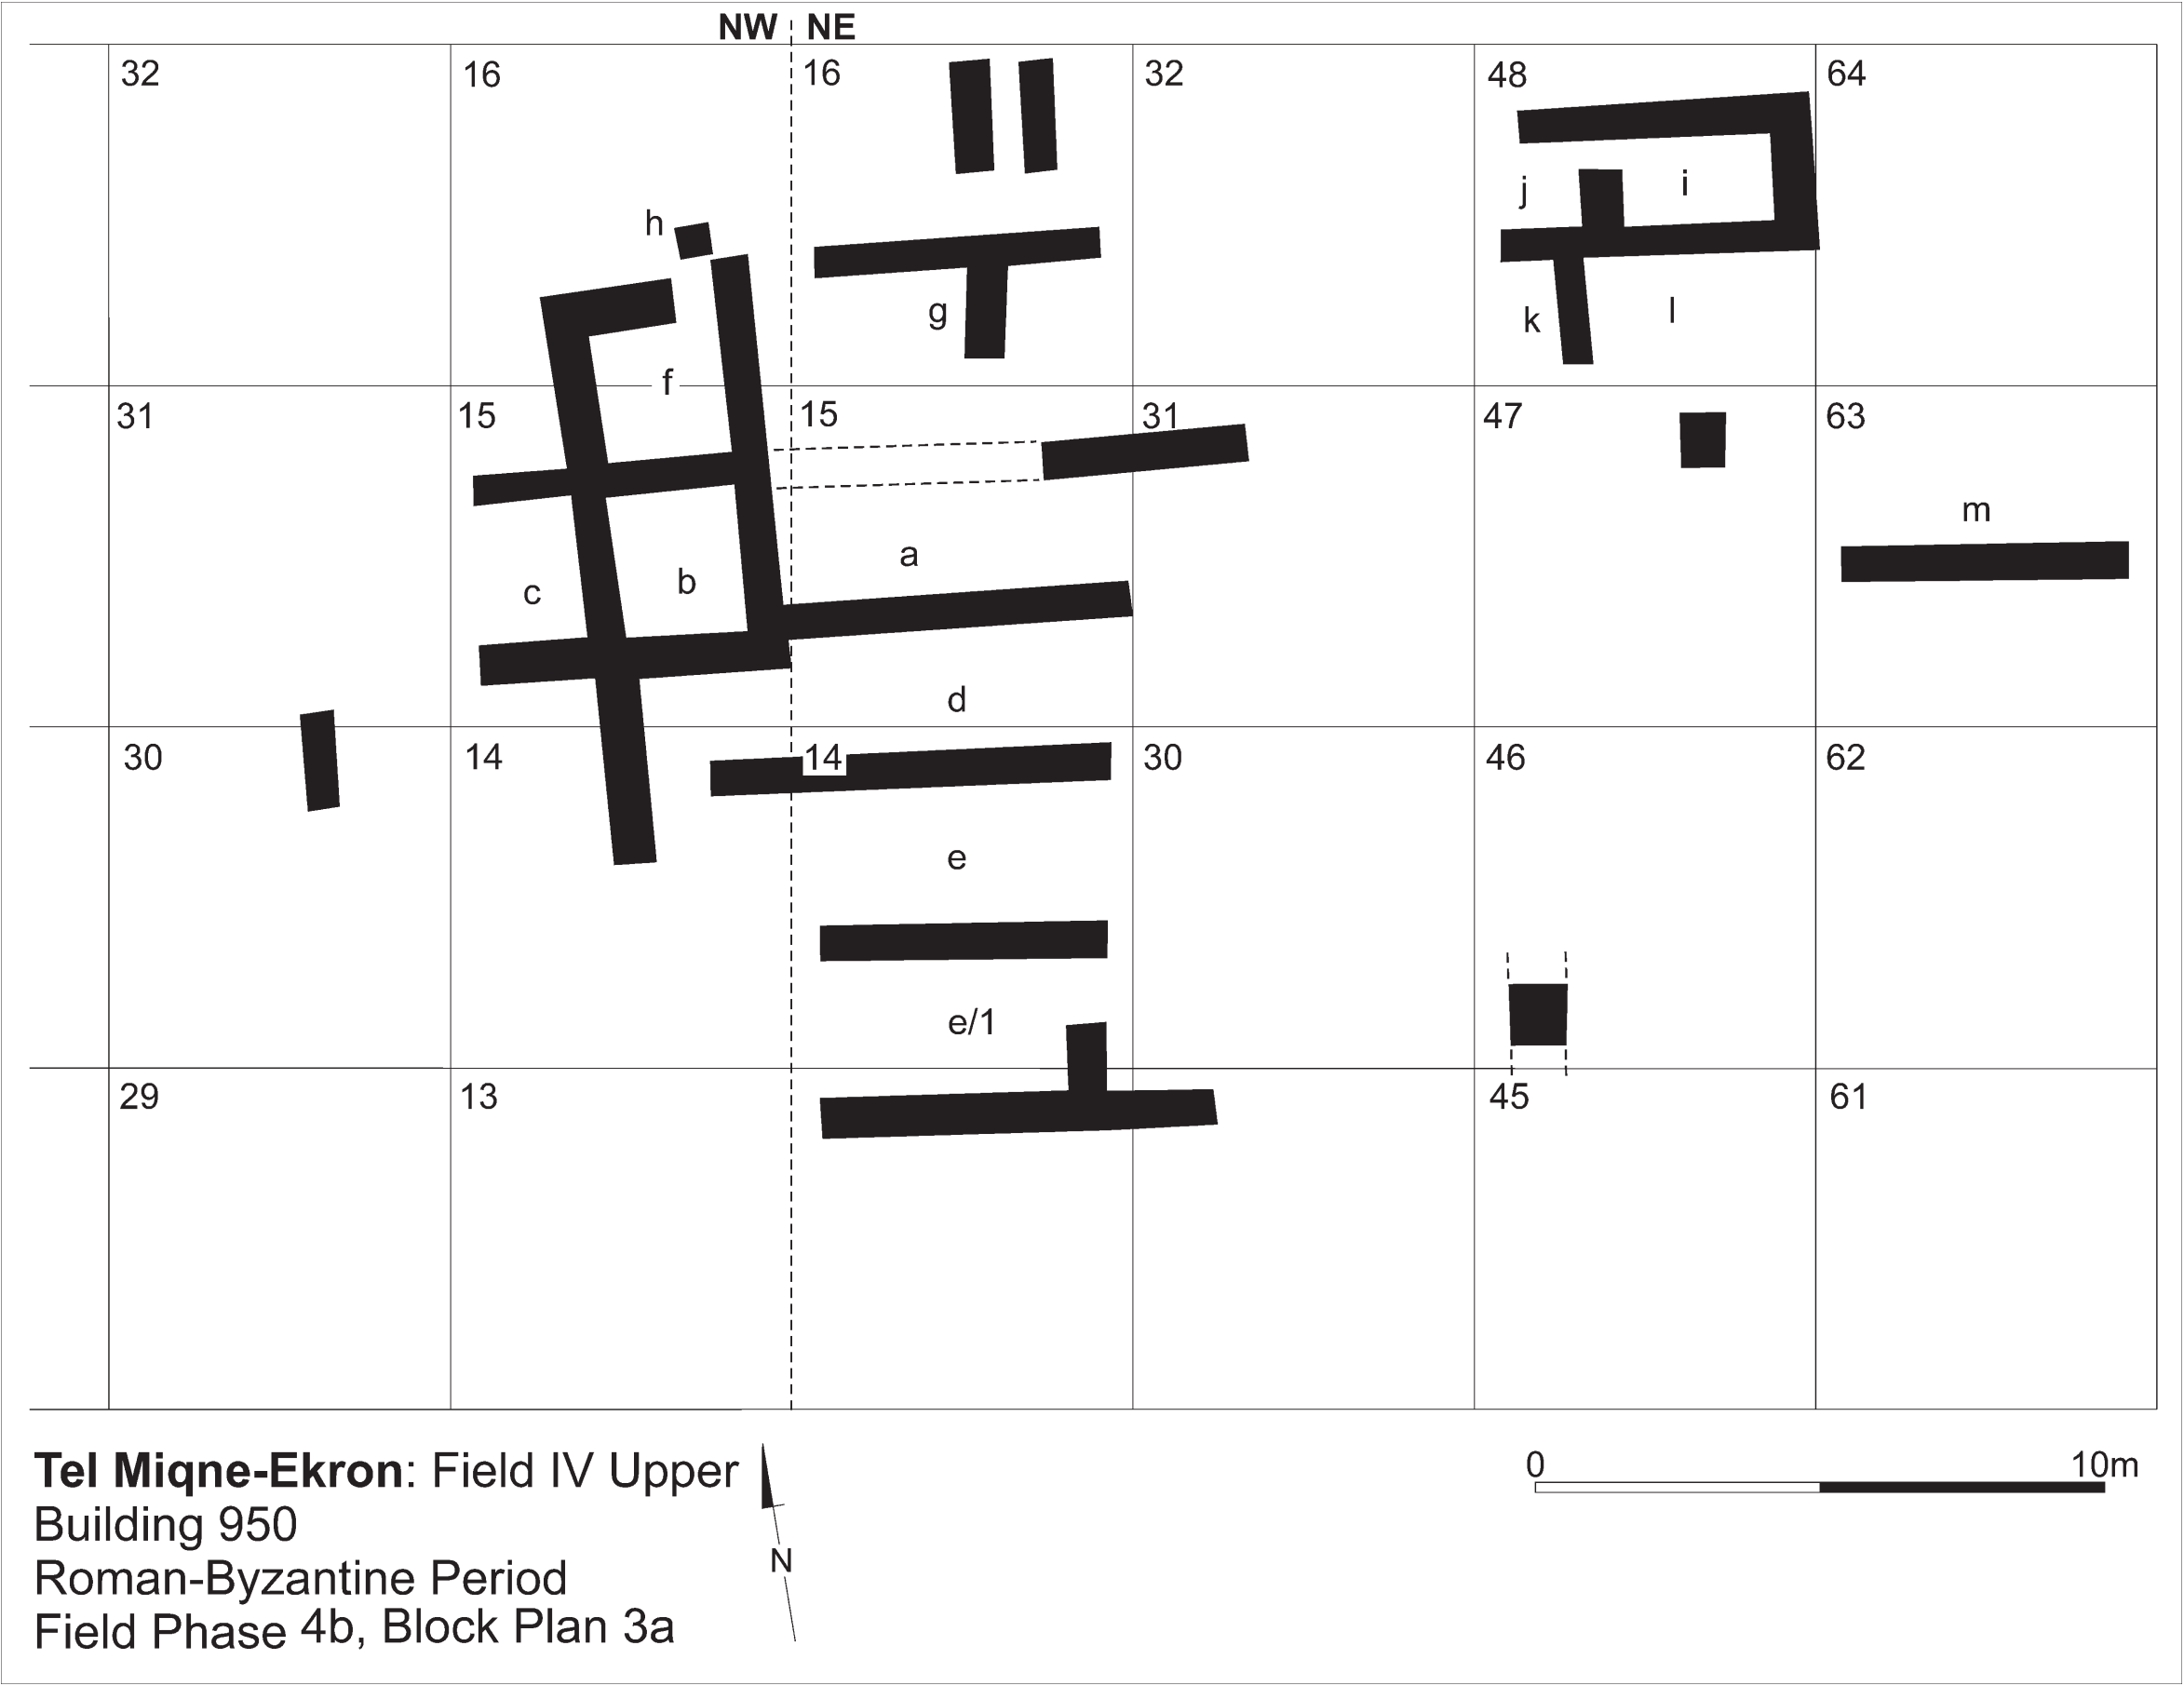 NW NE
32 16 16 32 48 64
j i
h
g k l
f
31 15 15 31 47 63
m
a
c b
d
30 14 14 30 46 62
e
e/1
29 13 45 61
Tel Miqne-Ekron: Field IV Upper
Building 950
Roman-Byzantine Period
Field Phase 4b, Block Plan 3a
N
0 10m